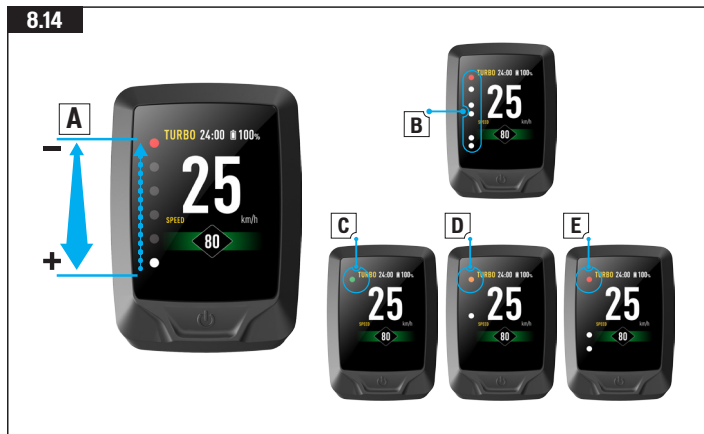 8.14
A
–
+
TURBO 24:00 100%
25
SPEED km/h
80
B
TURBO 24:00 100%
25
km/h
80
C
TURBO 24:00 100%
25
SPEED km/h
80
D
TURBO 24:00 100%
25
SPEED km/h
80
E
TURBO 24:00 100%
25
SPEED km/h
80